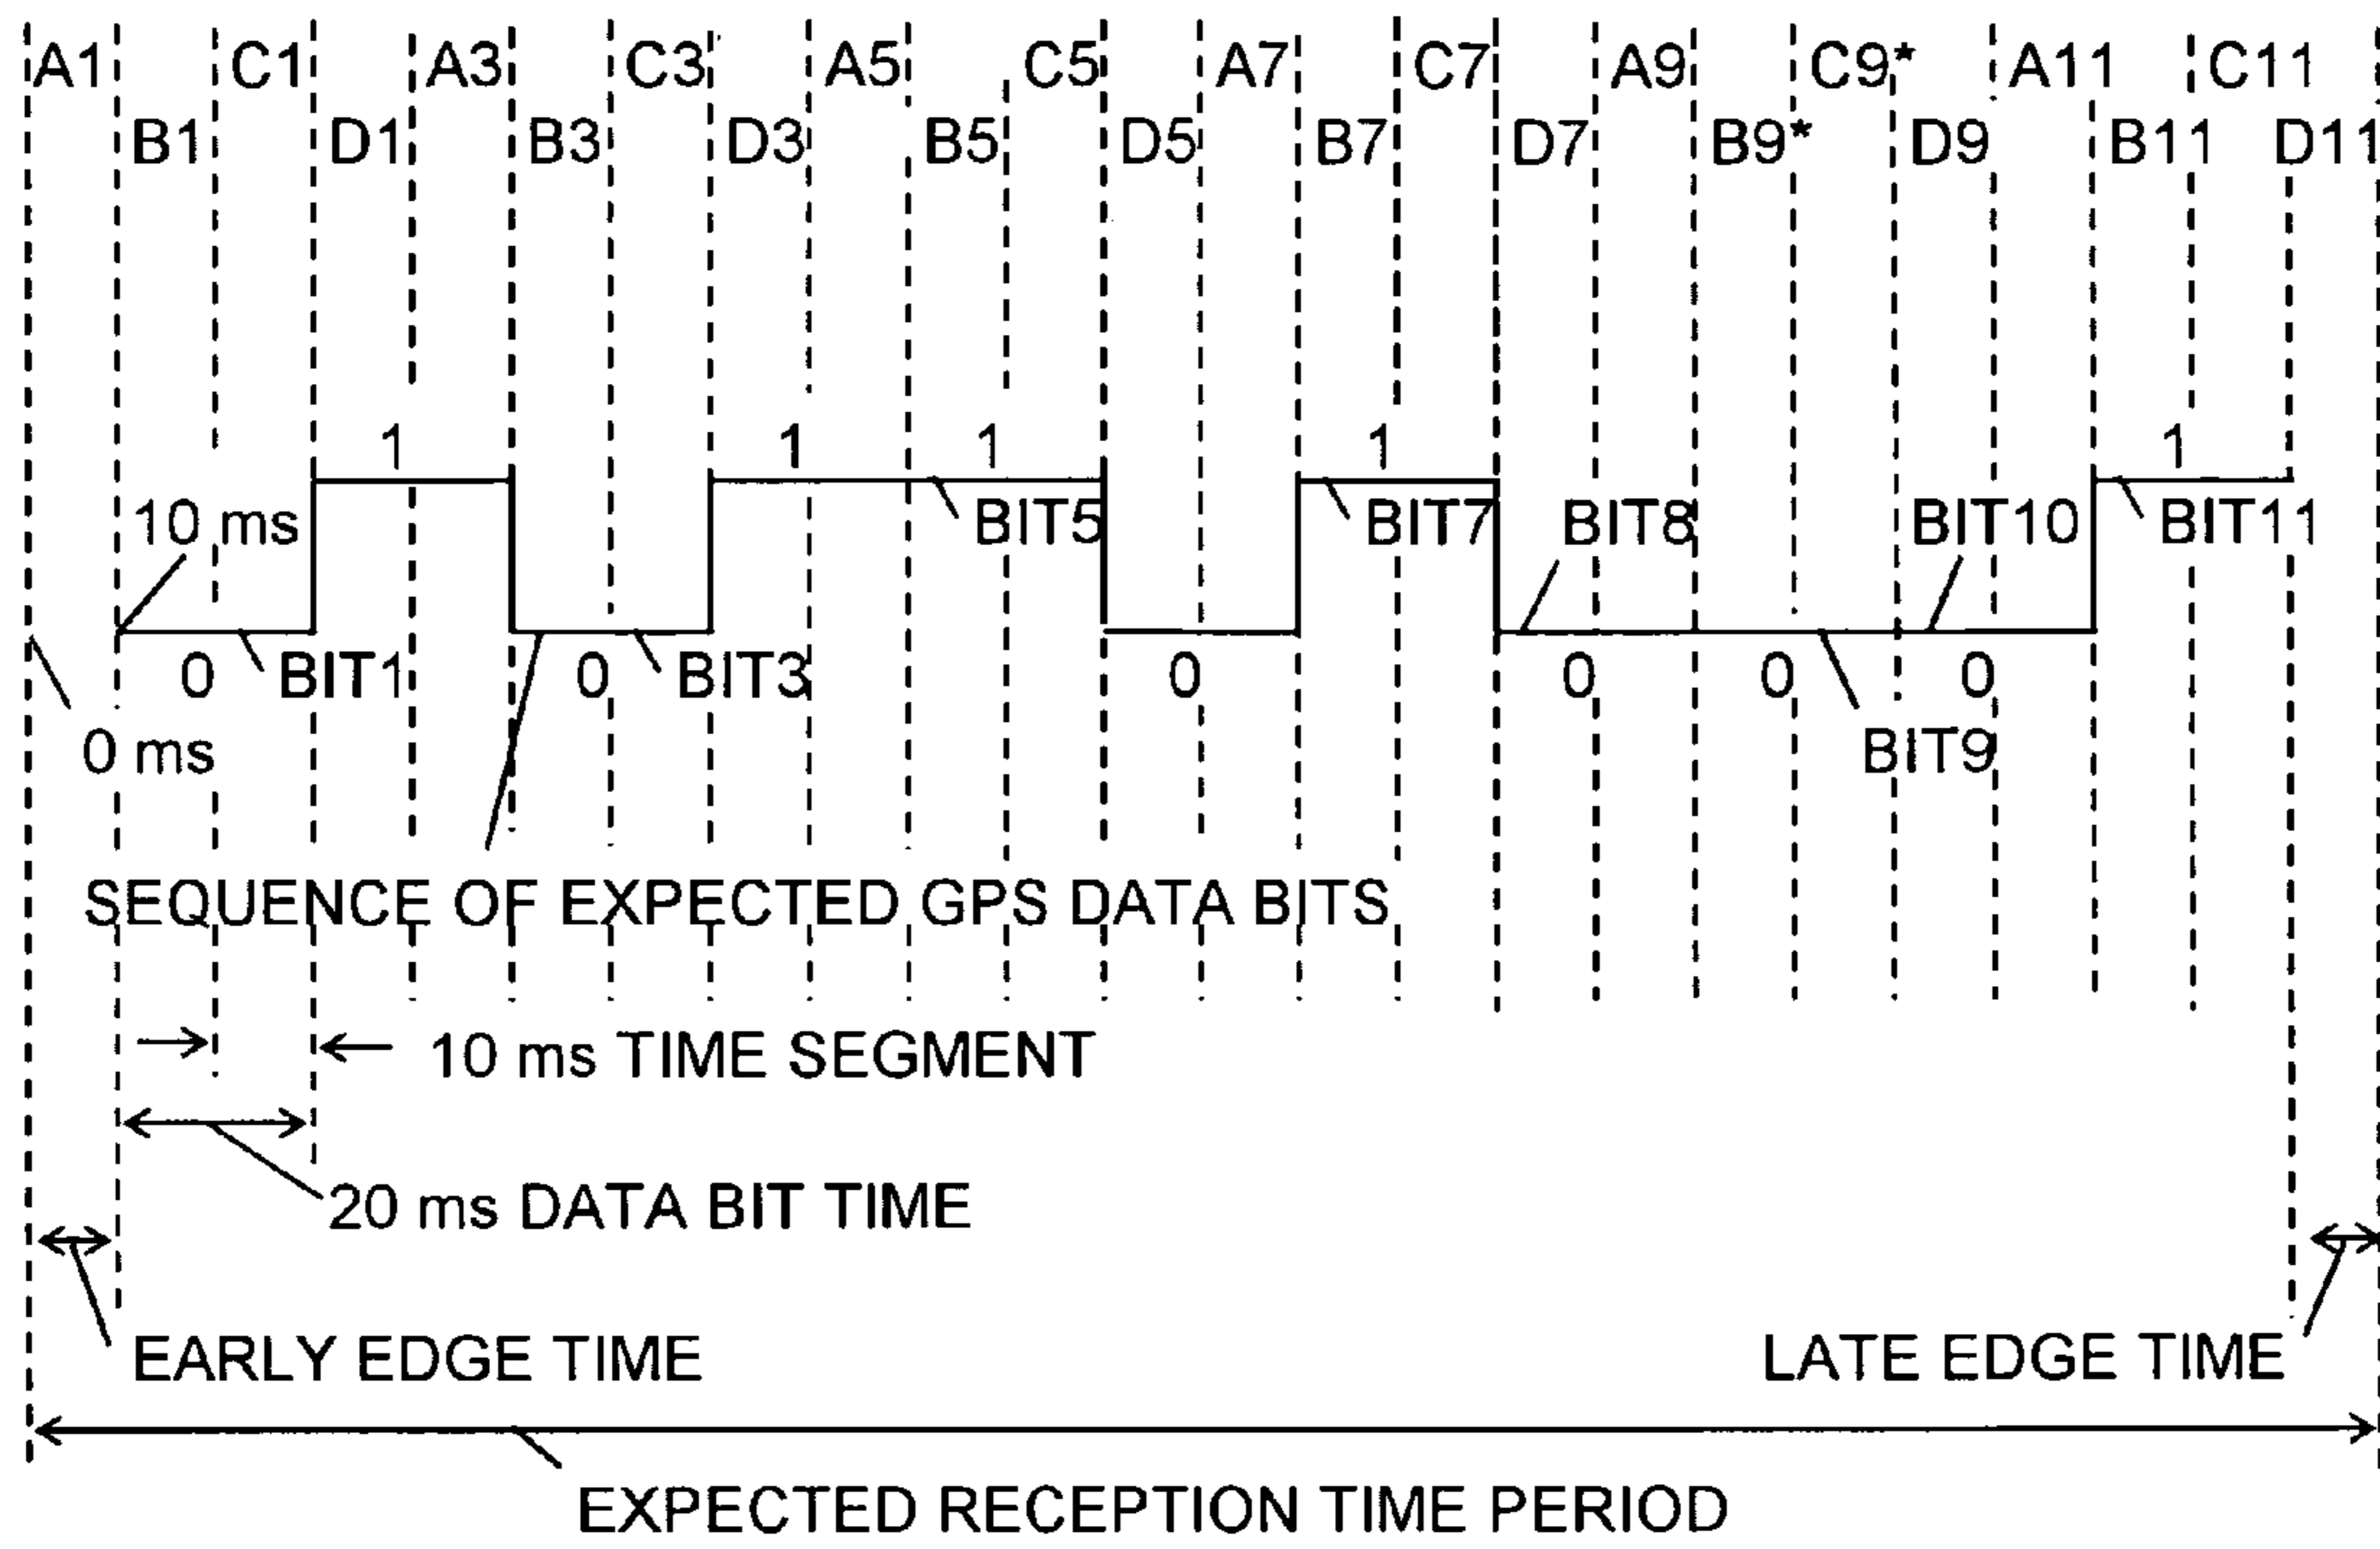 A1 C1 A3 C3 A5 C5 A7 C7 A9 C9* A11 C11
B1 D1 B3 D3 B5 D5 B7 D7 B9* D9 B11 D11
1 1 1 1 1
10 ms BIT5 BIT7 BIT8 BIT10 BIT11
0 BIT1 0 BIT3 0 0 0 0
0 ms BIT9
SEQUENCE OF EXPECTED GPS DATA BITS
10 ms TIME SEGMENT
20 ms DATA BIT TIME
EARLY EDGE TIME LATE EDGE TIME
EXPECTED RECEPTION TIME PERIOD